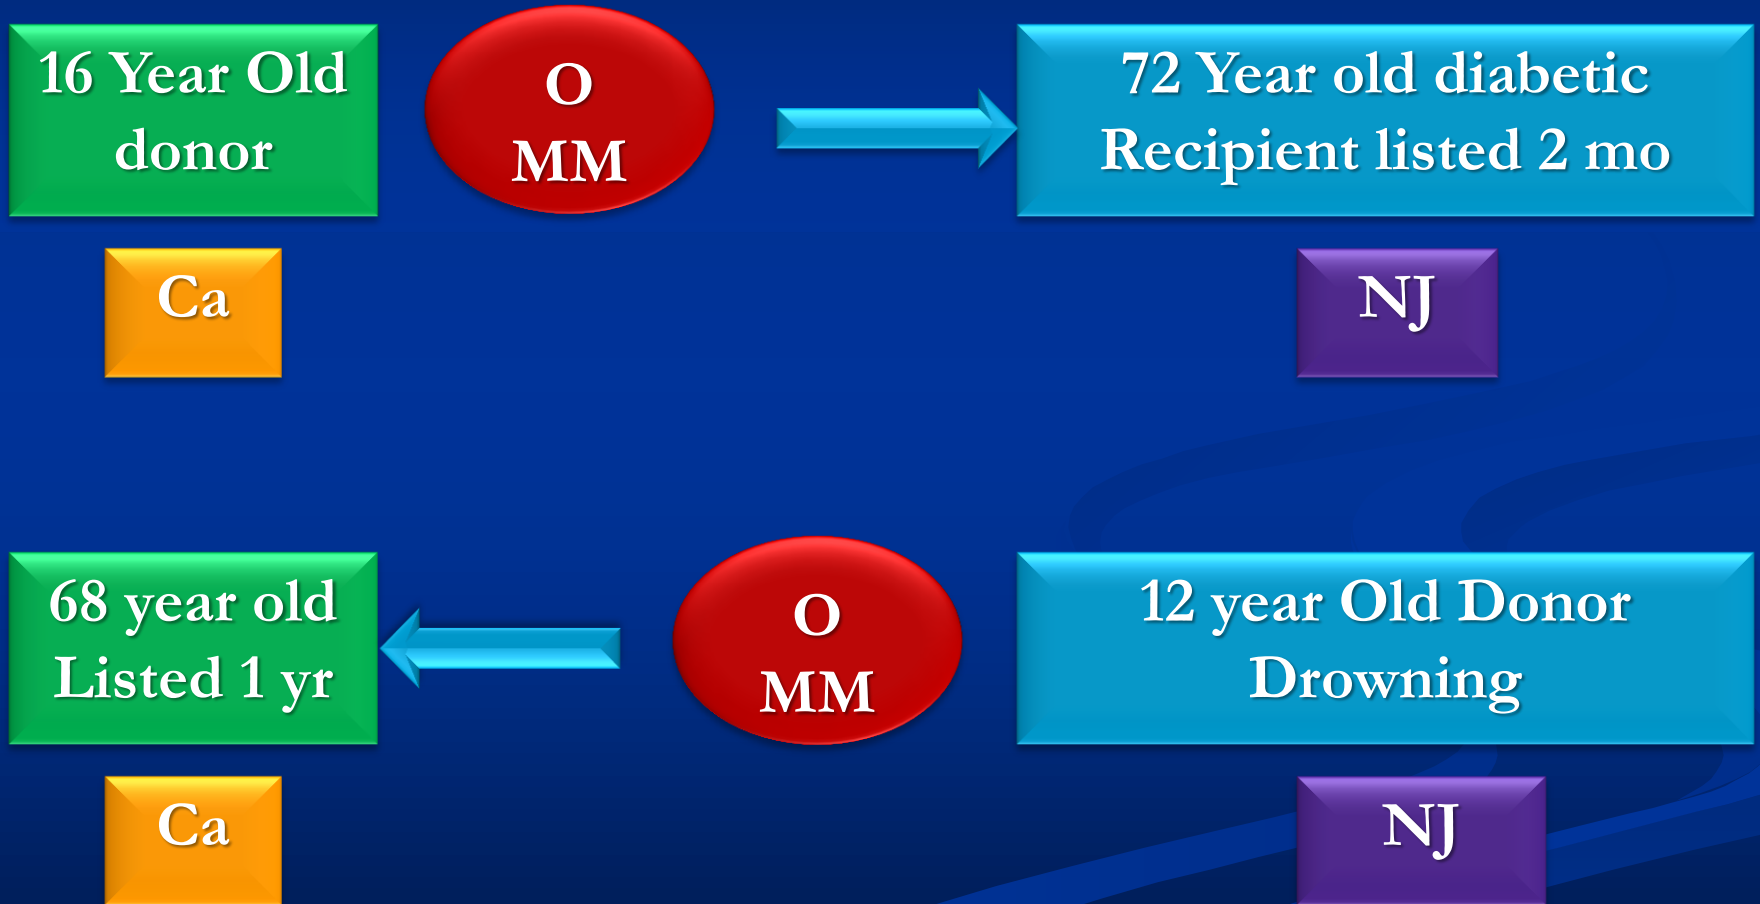 16 Year Old
donor
O
MM
72 Year old diabetic
Recipient listed 2 mo
Ca
NJ
68 year old
Listed 1 yr
O
MM
12 year Old Donor
Drowning
Ca
NJ